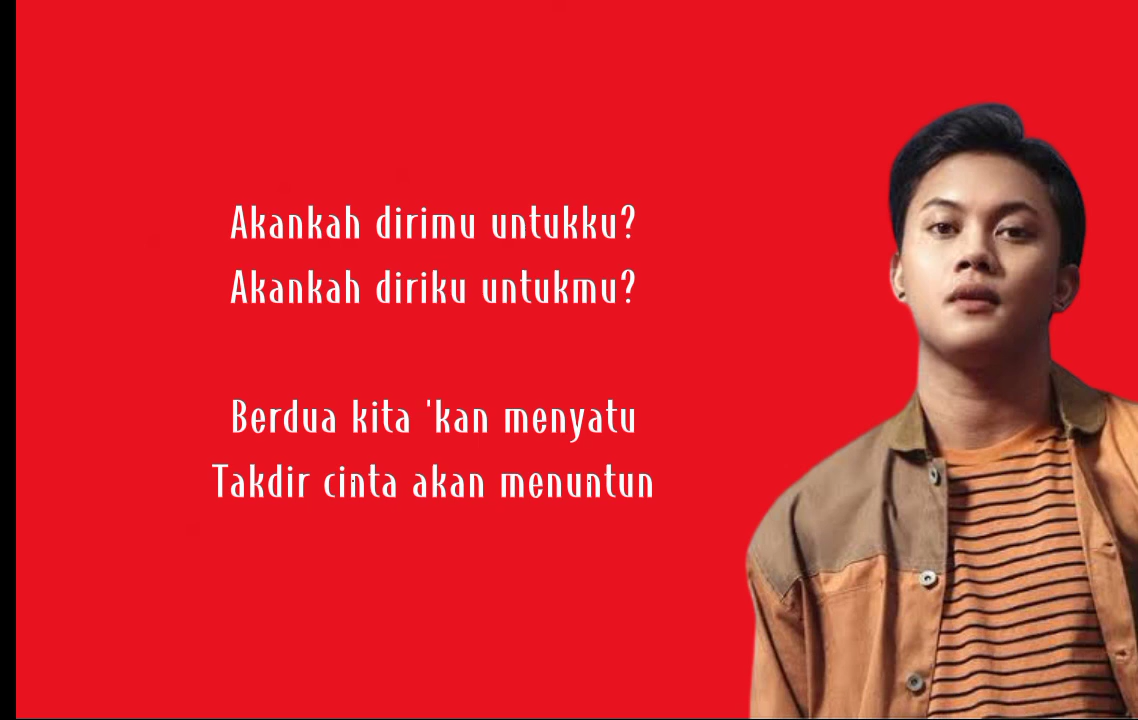 Akankah dirimu untukku?
Akankah diriku untukmu?
Berdua kita 'kan menyatu
Takdir cinta akan menuntun